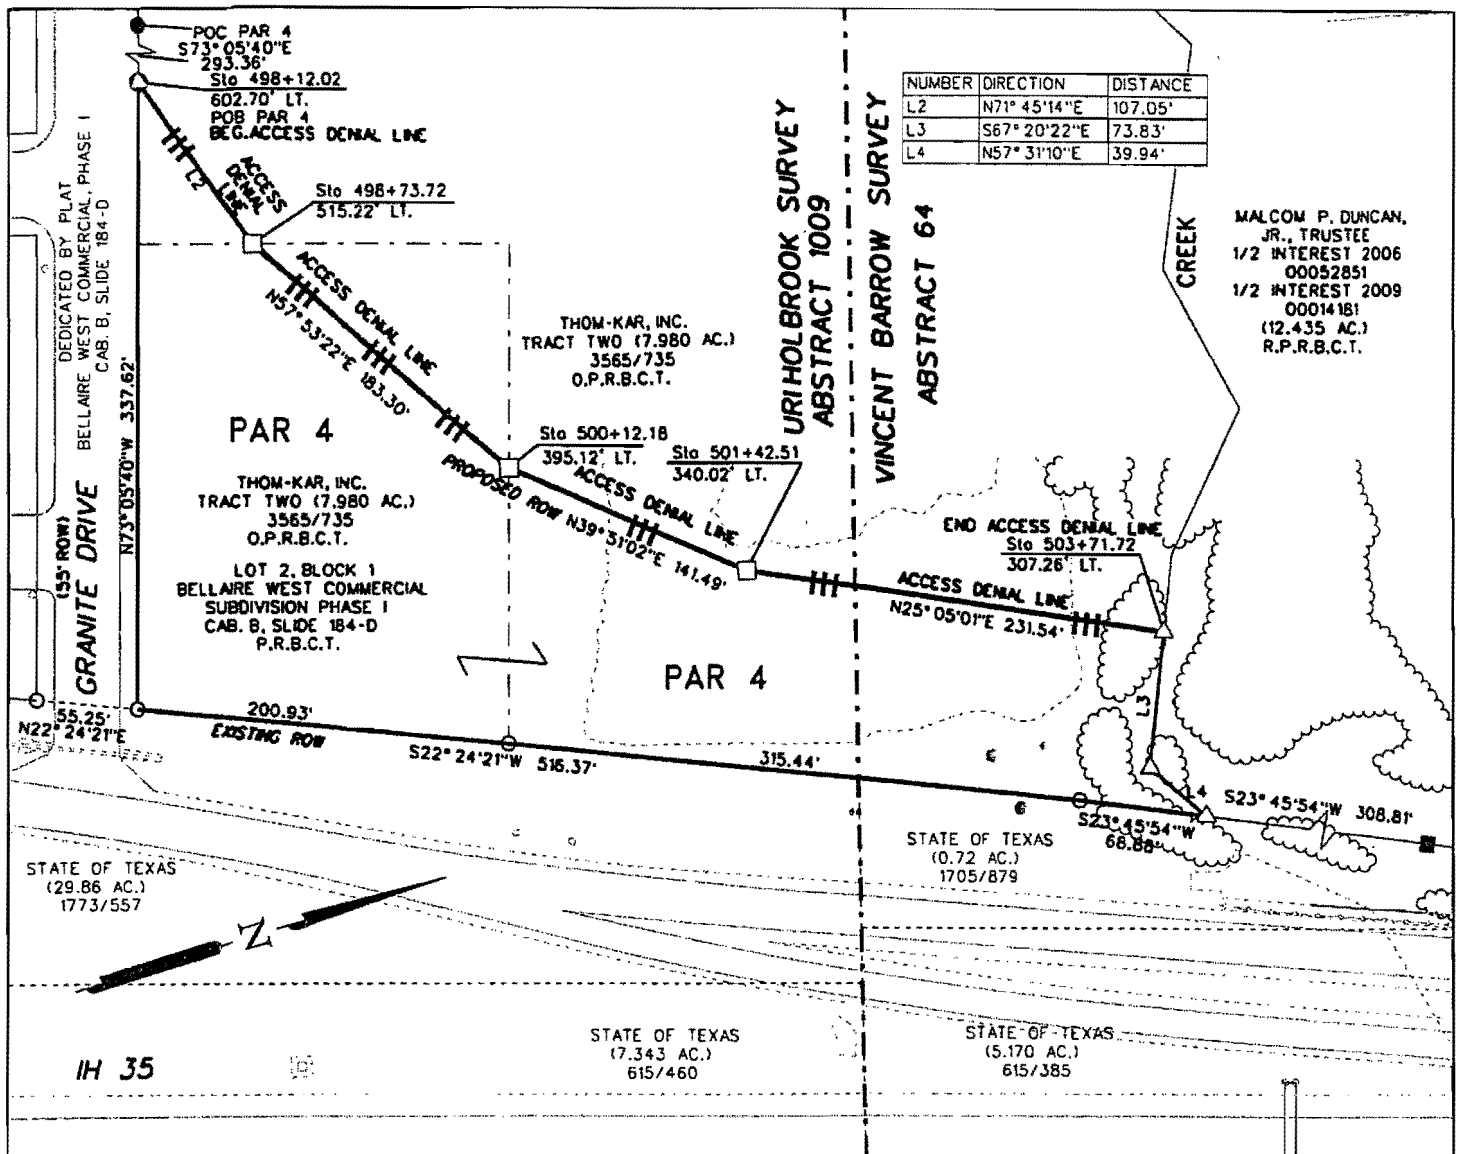 POC PAR 4
S73°05'40"E
293.36'
Sta 498+12.02
602.70' LT.
POB PAR 4
BEG. ACCESS DENIAL LINE
NUMBER DIRECTION DISTANCE
L2 N71°45'14"E 107.05'
L3 S67°20'22"E 73.83'
L4 N57°31'10"E 39.94'
L2
ACCESS
DENIAL
LINE
Sta 498+73.72
515.22' LT.
DEDICATED BY PLAT
BELLAIRE WEST COMMERCIAL, PHASE I
CAB. B, SLIDE 184-D
GRANITE DRIVE
(55' ROW)
N73°05'40"W 337.62'
ACCESS DENIAL LINE
N57°53'22"E 183.30'
THOM-KAR, INC.
TRACT TWO (7.980 AC.)
3565/735
O.P.R.B.C.T.
URI HOLBROOK SURVEY
ABSTRACT 1009
VINCENT BARROW SURVEY
ABSTRACT 64
CREEK
MALCOM P. DUNCAN,
JR., TRUSTEE
1/2 INTEREST 2006
00052851
1/2 INTEREST 2009
00014181
(12.435 AC.)
R.P.R.B.C.T.
PAR 4
THOM-KAR, INC.
TRACT TWO (7.980 AC.)
3565/735
O.P.R.B.C.T.
LOT 2, BLOCK 1
BELLAIRE WEST COMMERCIAL
SUBDIVISION PHASE I
CAB. B, SLIDE 184-D
P.R.B.C.T.
Sta 500+12.18
395.12' LT.
Sta 501+42.51
340.02' LT.
ACCESS DENIAL LINE
PROPOSED ROW N39°51'02"E 141.49'
END ACCESS DENIAL LINE
Sta 503+71.72
307.26' LT.
ACCESS DENIAL LINE
N25°05'01"E 231.54'
PAR 4
L3
L4
55.25'
N22°24'21"E
200.93'
EXISTING ROW
S22°24'21"W 516.37'
315.44'
S23°45'54"W 308.81'
S23°45'54"W
68.88'
STATE OF TEXAS
(0.72 AC.)
1705/879
STATE OF TEXAS
(29.86 AC.)
1773/557
Z
STATE OF TEXAS
(7.343 AC.)
615/460
STATE OF TEXAS
(5.170 AC.)
615/385
IH 35